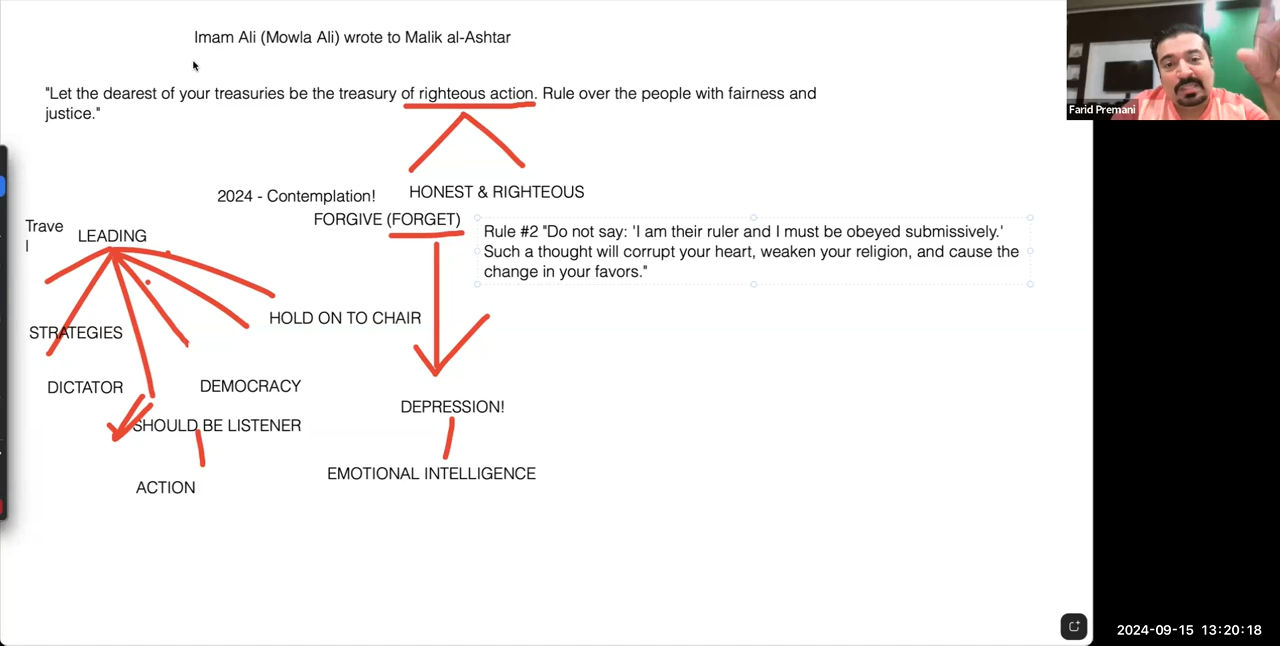 Imam Ali (Mowla Ali) wrote to Malik al-Ashtar
"Let the dearest of your treasuries be the treasury of righteous action. Rule over the people with fairness and
justice."
Farid Premani
2024 - Contemplation!
HONEST & RIGHTEOUS
FORGIVE (FORGET)
Trave
l
LEADING
Rule #2 "Do not say: 'I am their ruler and I must be obeyed submissively.'
Such a thought will corrupt your heart, weaken your religion, and cause the
change in your favors."
HOLD ON TO CHAIR
STRATEGIES
DICTATOR
DEMOCRACY
DEPRESSION!
SHOULD BE LISTENER
EMOTIONAL INTELLIGENCE
ACTION
2024-09-15 13:20:18